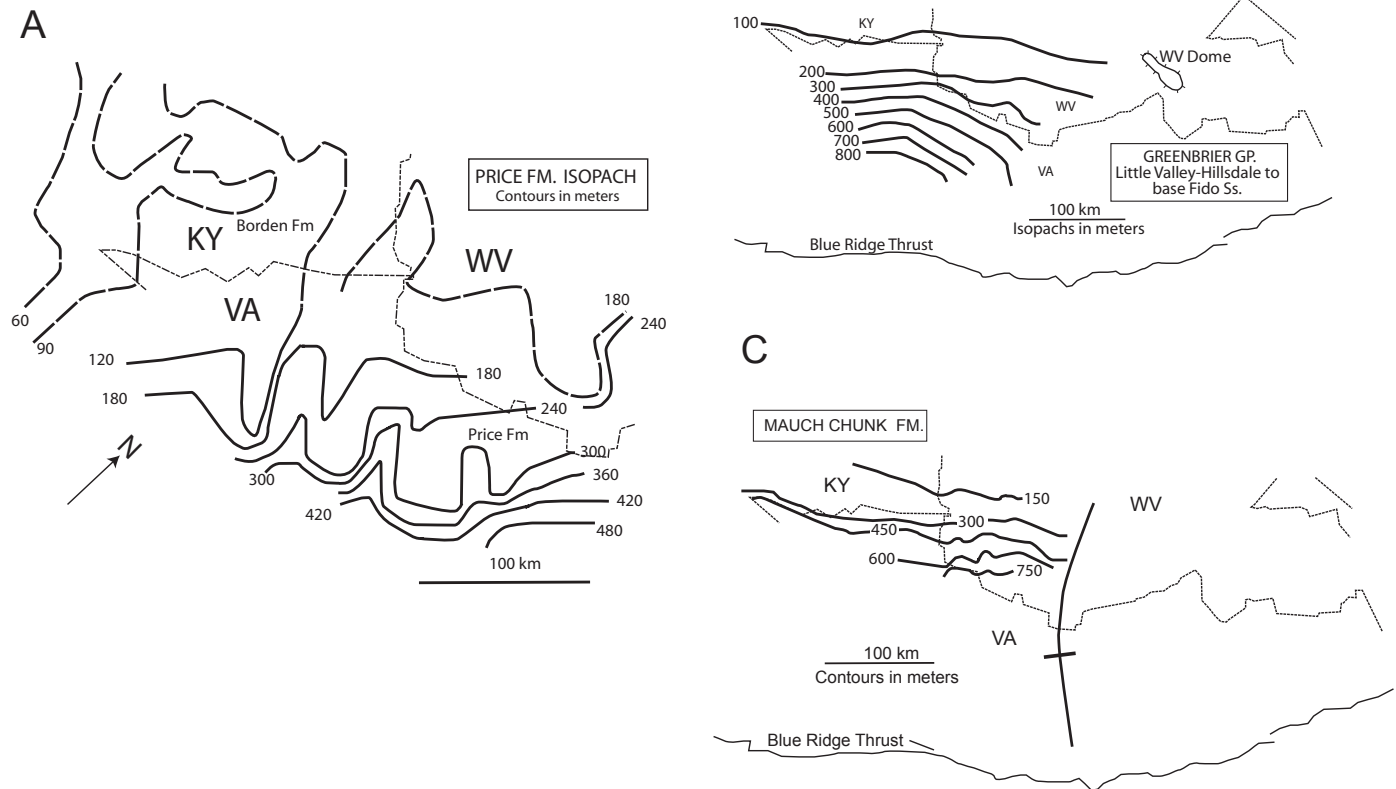 A
PRICE FM. ISOPACH
Contours in meters
KY
Borden Fm
WV
VA
60
90
120
180
180
240
180
240
Price Fm
300
300
360
420
420
480
N
100 km
100
KY
WV Dome
200
300
400
500
600
700
800
WV
VA
GREENBRIER GP.
Little Valley-Hillsdale to
base Fido Ss.
100 km
Isopachs in meters
Blue Ridge Thrust
C
MAUCH CHUNK FM.
KY
WV
150
300
450
600
750
VA
100 km
Contours in meters
Blue Ridge Thrust